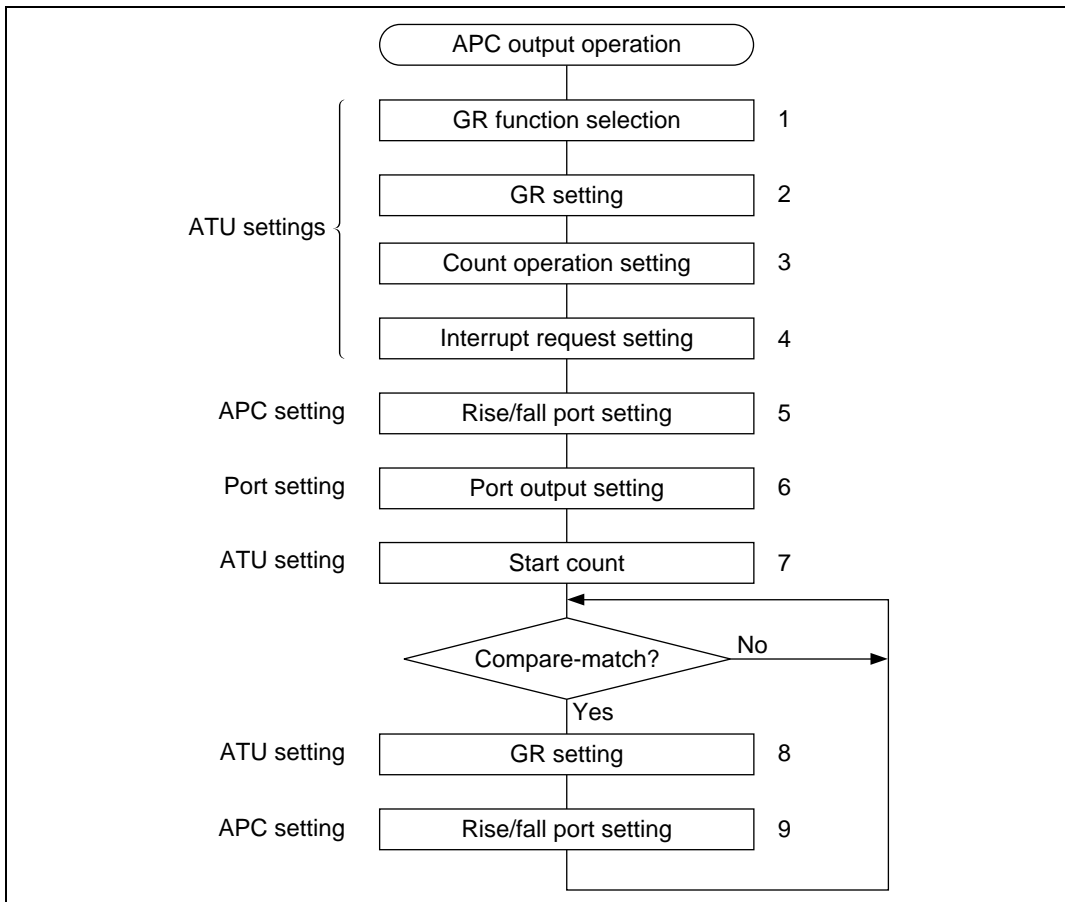 APC output operation
GR function selection 1
GR setting 2
ATU settings
Count operation setting 3
Interrupt request setting 4
APC setting Rise/fall port setting 5
Port setting Port output setting 6
ATU setting Start count 7
Compare-match? No
Yes
ATU setting GR setting 8
APC setting Rise/fall port setting 9